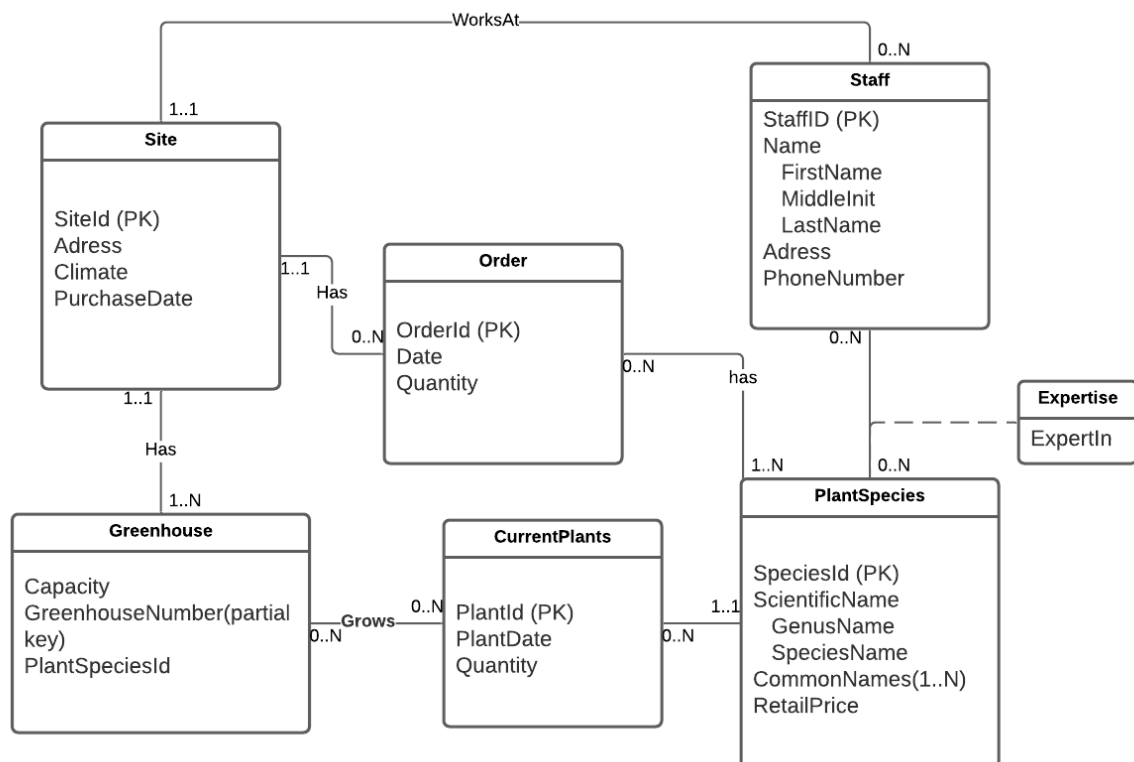 WorksAt
0..N
1..1
Staff
StaffID (PK)
Name
FirstName
MiddleInit
LastName
Adress
PhoneNumber
0..N
Site
SiteId (PK)
Adress
Climate
PurchaseDate
1..1
1..1
Has
0..N
Order
OrderId (PK)
Date
Quantity
0..N
has
1..N
Expertise
ExpertIn
0..N
Has
1..N
Greenhouse
Capacity
GreenhouseNumber(partial
key)
PlantSpeciesId
0..N
Grows
0..N
CurrentPlants
PlantId (PK)
PlantDate
Quantity
0..N
1..1
PlantSpecies
SpeciesId (PK)
ScientificName
GenusName
SpeciesName
CommonNames(1..N)
RetailPrice